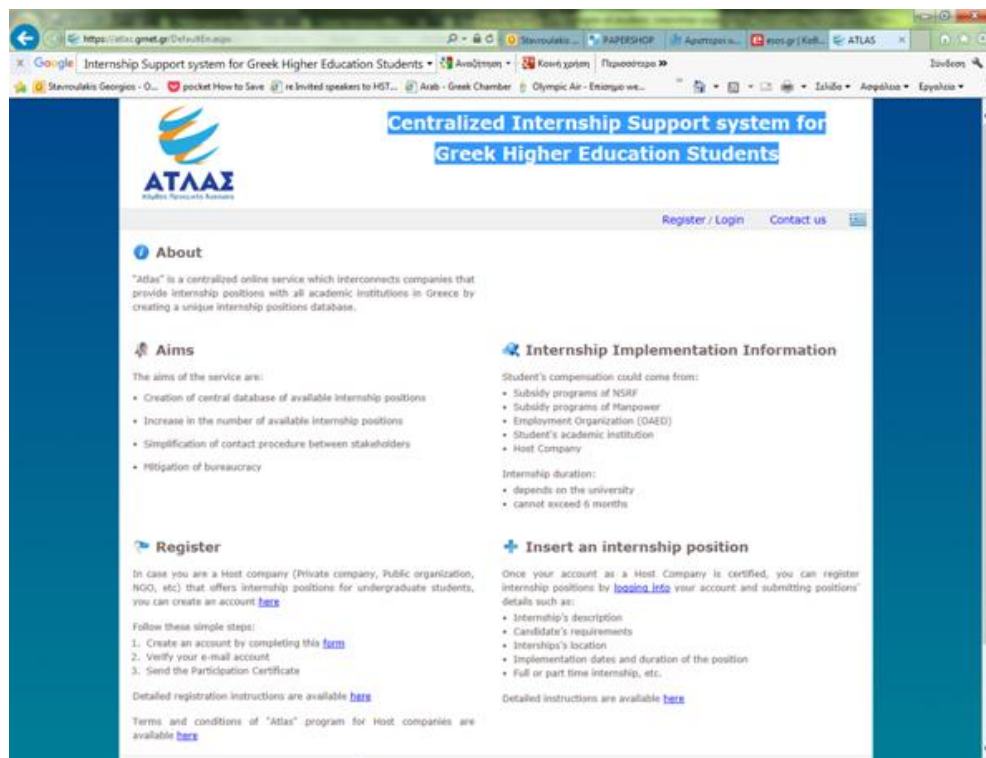 https://atlas.grnet.gr/DefaultEn.aspx
Stavroulakis ...
PAPERSHOP
esos.gr | Καθ...
ATLAS
Google
Internship Support system for Greek Higher Education Students
Αναζήτηση
Κοινή χρήση
Περισσότερα »
Σύνδεση
Stavroulakis Georgios - O...
pocket How to Save
re Invited speakers to HST...
Arab - Greek Chamber
Olympic Air - Επίσημο we...
Σελίδα
Ασφάλεια
Εργαλεία
Centralized Internship Support system for
Greek Higher Education Students
ΑΤΛΑΣ
Register / Login
Contact us
About
"Atlas" is a centralized online service which interconnects companies that
provide internship positions with all academic institutions in Greece by
creating a unique internship positions database.
Aims
The aims of the service are:
• Creation of central database of available internship positions
• Increase in the number of available internship positions
• Simplification of contact procedure between stakeholders
• Mitigation of bureaucracy
Internship Implementation Information
Student's compensation could come from:
• Subsidy programs of NSRF
• Subsidy programs of Manpower
• Employment Organization (OAED)
• Student's academic institution
• Host Company
Internship duration:
• depends on the university
• cannot exceed 6 months
Register
In case you are a Host company (Private company, Public organization,
NGO, etc) that offers internship positions for undergraduate students,
you can create an account here
Follow these simple steps:
1. Create an account by completing this form
2. Verify your e-mail account
3. Send the Participation Certificate
Detailed registration instructions are available here
Terms and conditions of "Atlas" program for Host companies are
available here
Insert an internship position
Once your account as a Host Company is certified, you can register
internship positions by logging into your account and submitting positions'
details such as:
• Internship's description
• Candidate's requirements
• Interships's location
• Implementation dates and duration of the position
• Full or part time internship, etc.
Detailed instructions are available here